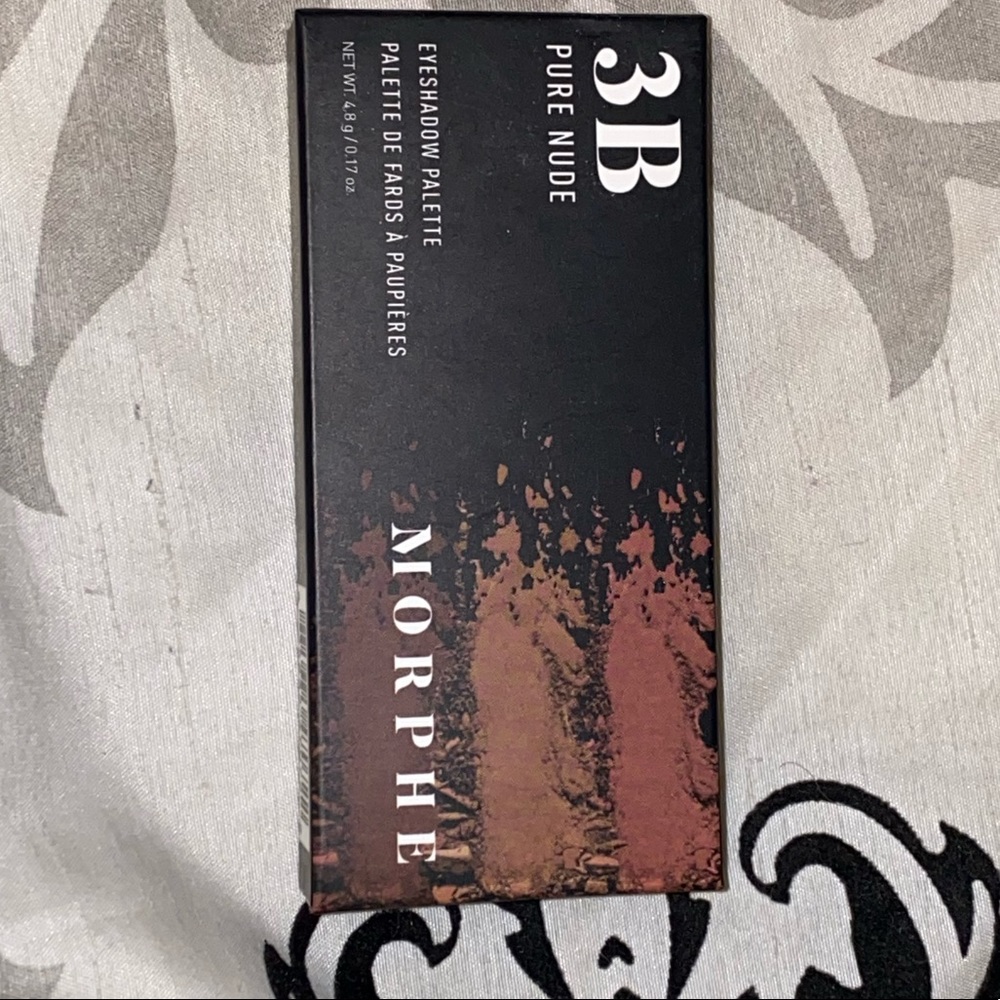 3B
PURE NUDE
EYESHADOW PALETTE
PALETTE DE FARDS À PAUPIÈRES
NET WT. 4.8 g / 0.17 oz.
MORPHE